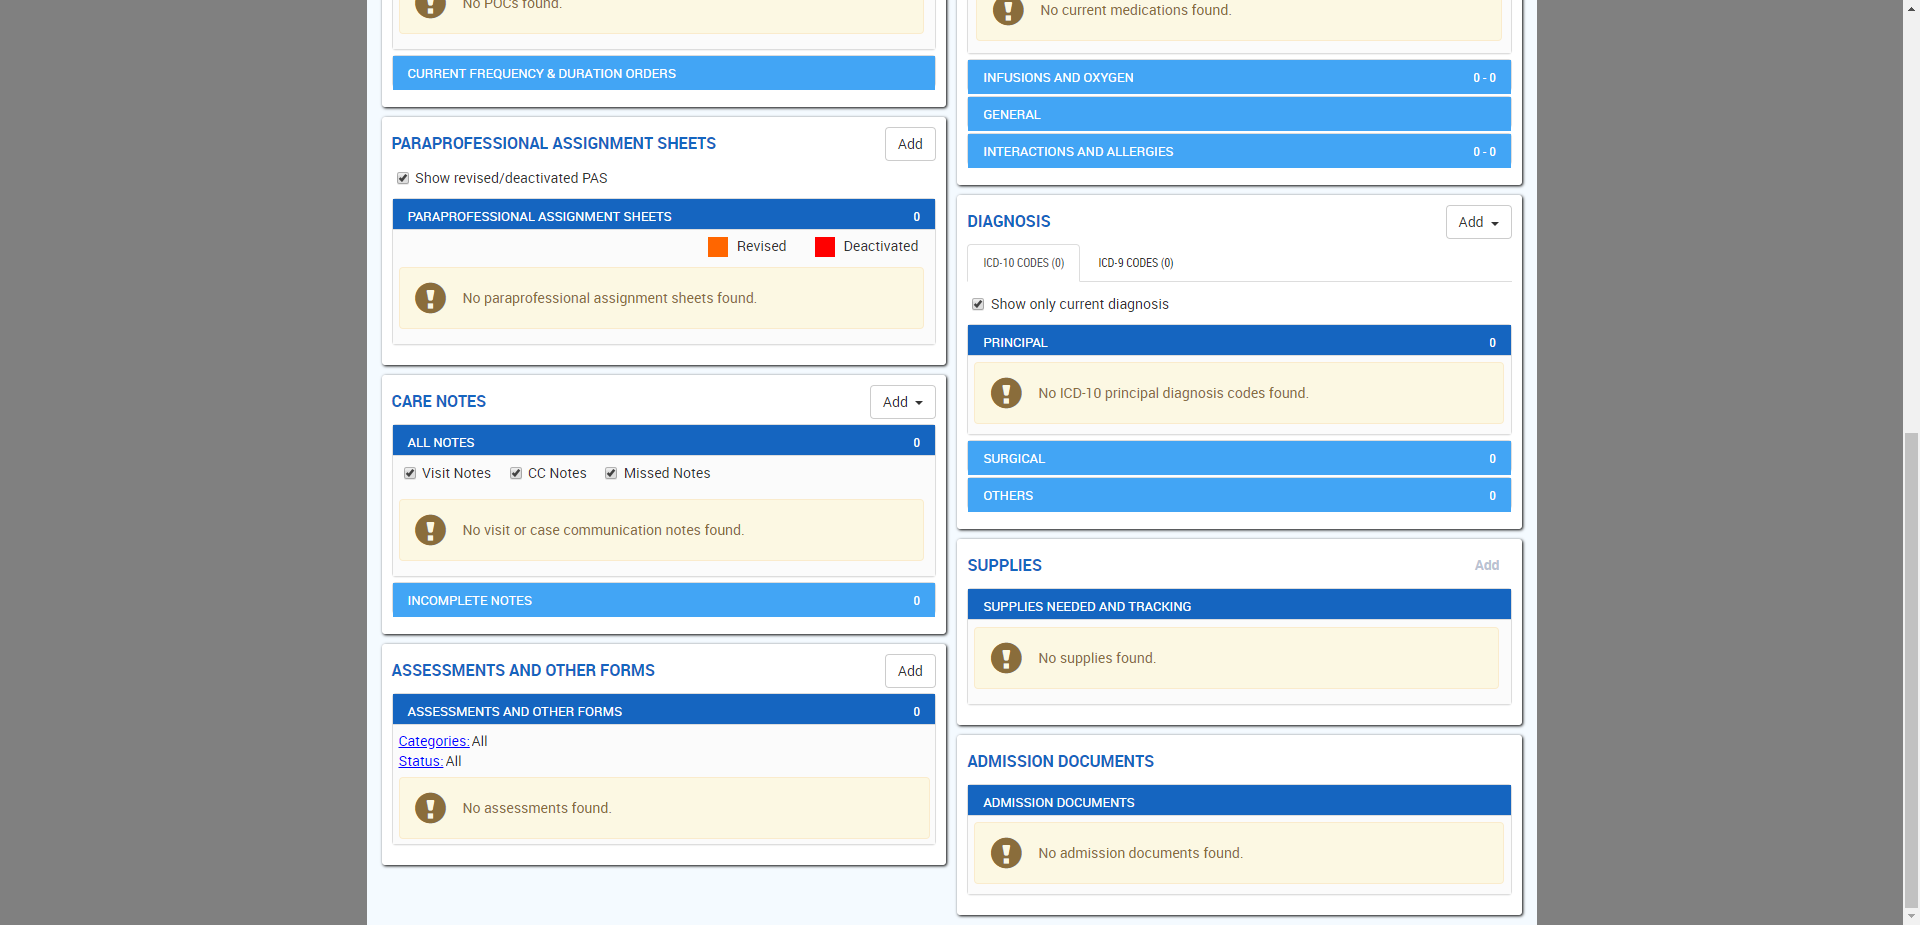 No POCs found.
CURRENT FREQUENCY & DURATION ORDERS
PARAPROFESSIONAL ASSIGNMENT SHEETS
Add
Show revised/deactivated PAS
PARAPROFESSIONAL ASSIGNMENT SHEETS 0
Revised Deactivated
No paraprofessional assignment sheets found.
CARE NOTES
Add
ALL NOTES 0
Visit Notes CC Notes Missed Notes
No visit or case communication notes found.
INCOMPLETE NOTES 0
ASSESSMENTS AND OTHER FORMS
Add
ASSESSMENTS AND OTHER FORMS 0
Categories: All
Status: All
No assessments found.
No current medications found.
INFUSIONS AND OXYGEN 0 - 0
GENERAL
INTERACTIONS AND ALLERGIES 0 - 0
DIAGNOSIS
Add
ICD-10 CODES (0) ICD-9 CODES (0)
Show only current diagnosis
PRINCIPAL 0
No ICD-10 principal diagnosis codes found.
SURGICAL 0
OTHERS 0
SUPPLIES
Add
SUPPLIES NEEDED AND TRACKING
No supplies found.
ADMISSION DOCUMENTS
ADMISSION DOCUMENTS
No admission documents found.